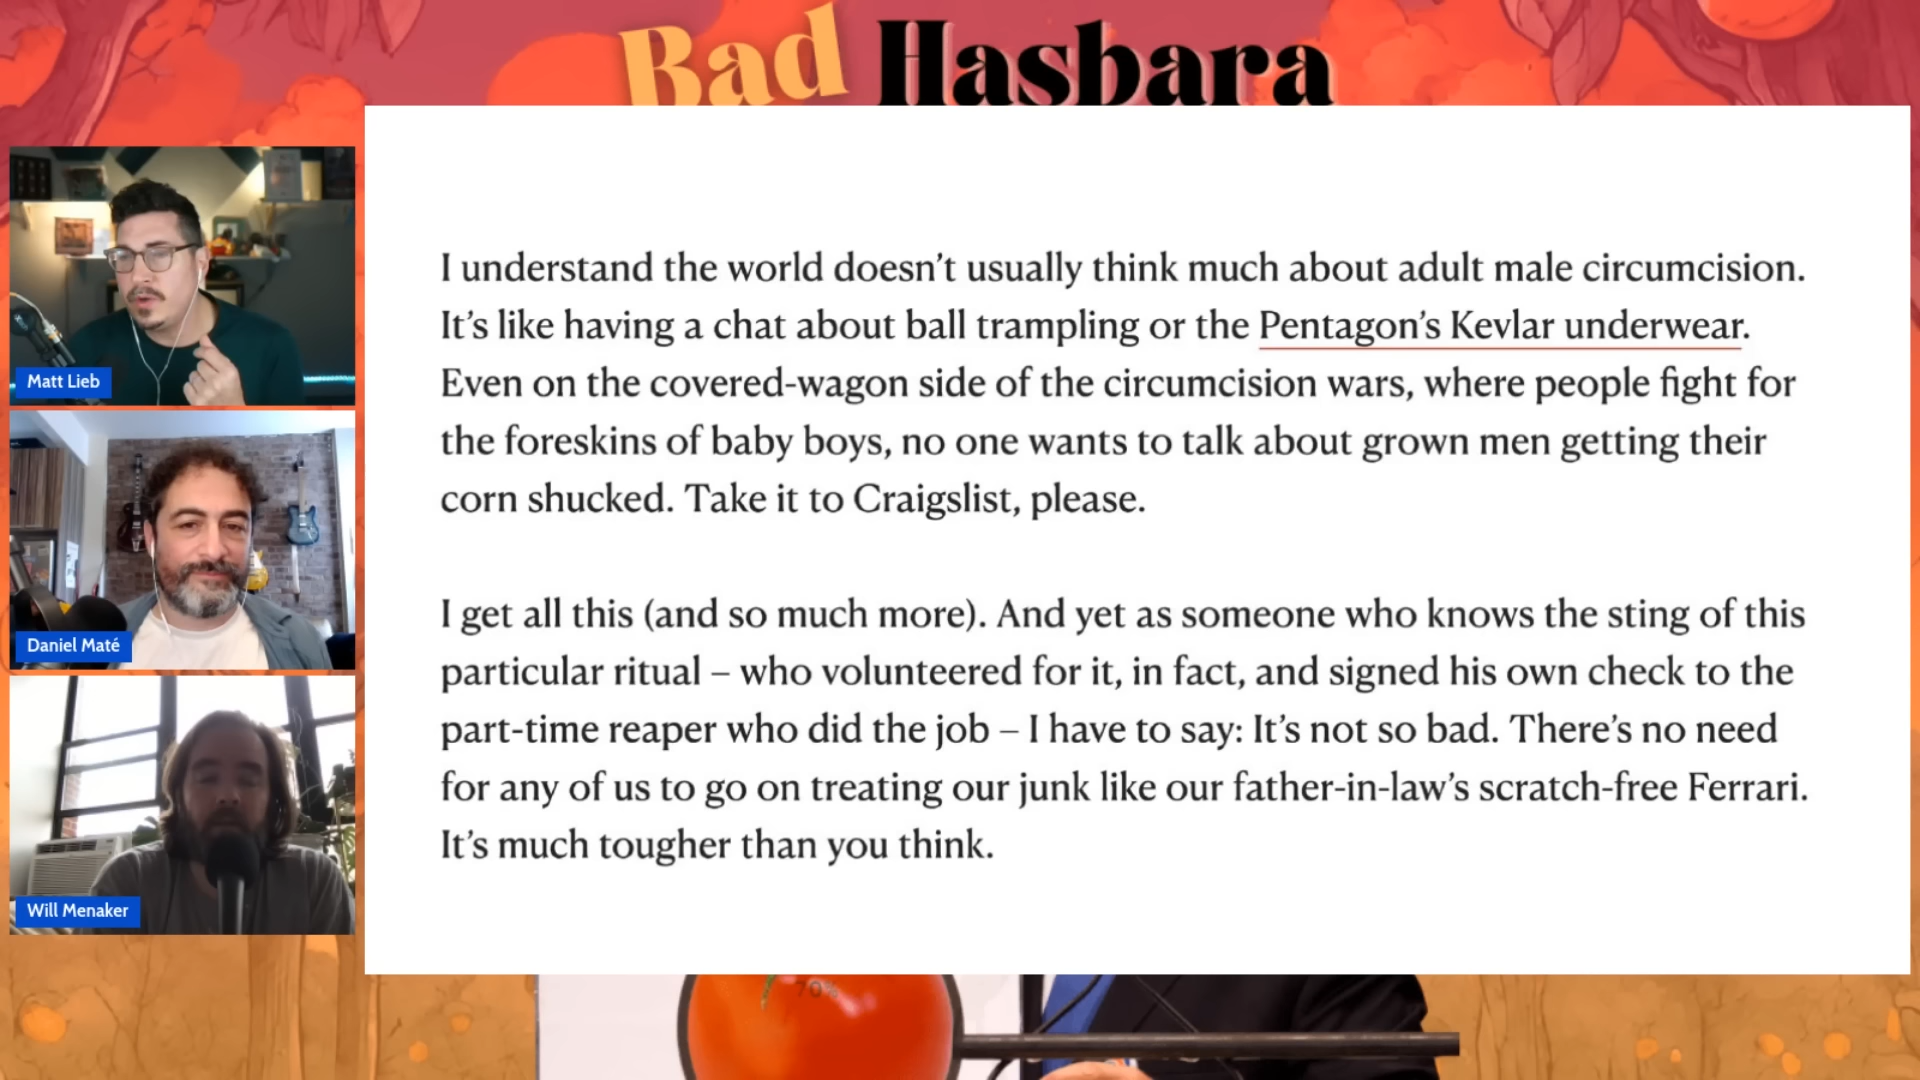 Bad Hasbara
I understand the world doesn’t usually think much about adult male circumcision.
It’s like having a chat about ball trampling or the Pentagon’s Kevlar underwear.
Even on the covered-wagon side of the circumcision wars, where people fight for
the foreskins of baby boys, no one wants to talk about grown men getting their
corn shucked. Take it to Craigslist, please.
I get all this (and so much more). And yet as someone who knows the sting of this
particular ritual – who volunteered for it, in fact, and signed his own check to the
part-time reaper who did the job – I have to say: It’s not so bad. There’s no need
for any of us to go on treating our junk like our father-in-law’s scratch-free Ferrari.
It’s much tougher than you think.
Matt Lieb
Daniel Maté
Will Menaker
70%